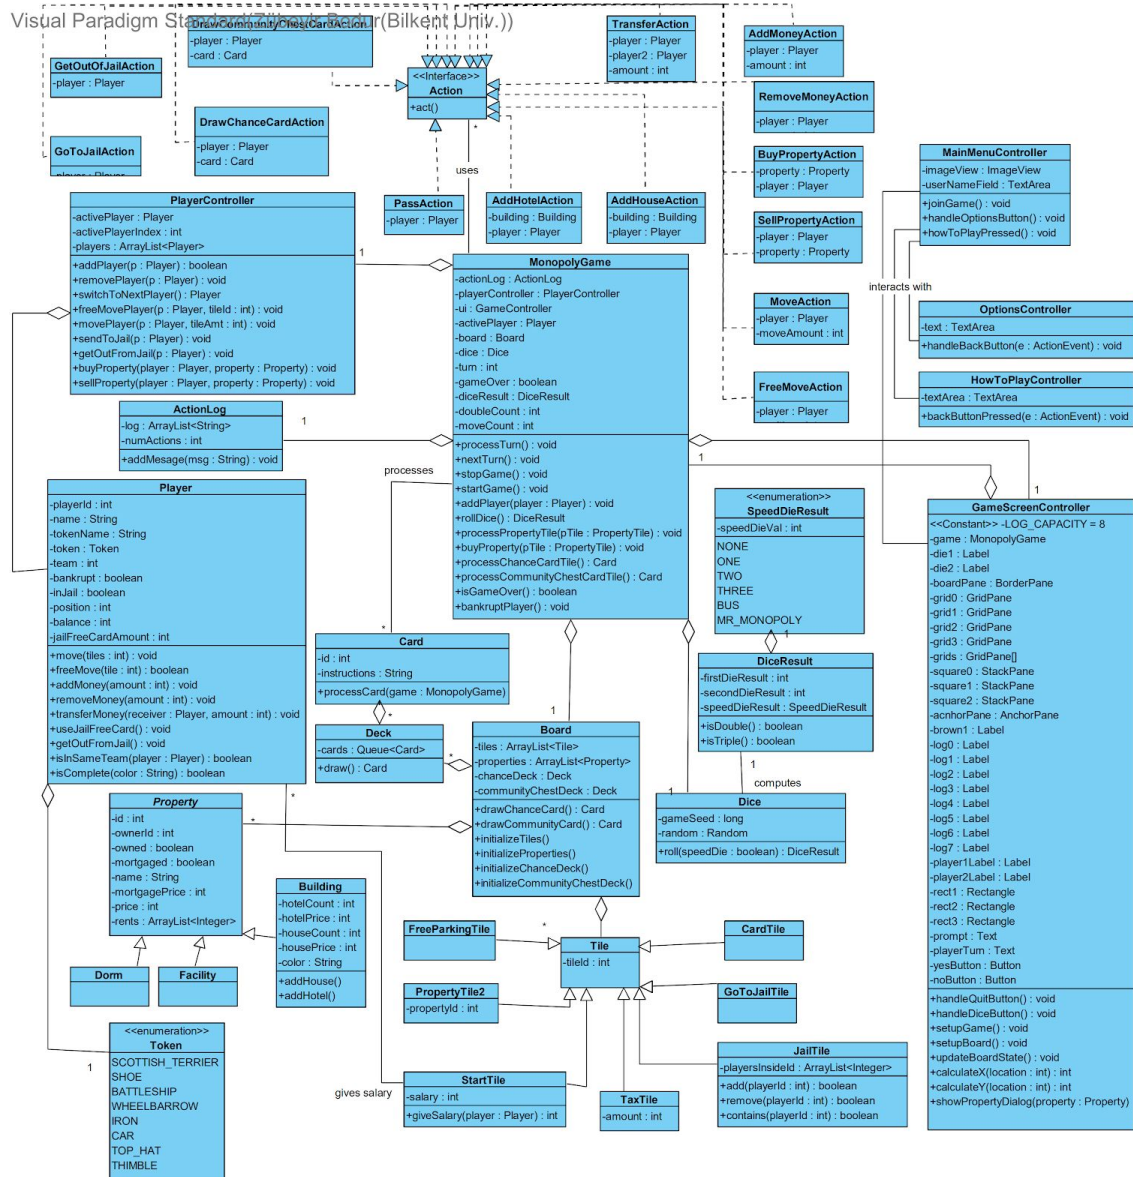 Visual Paradigm Standard(Zübeyir Bodur(Bilkent Univ.))
DrawCommunityChestCardAction
-player : Player
-card : Card
TransferAction
-player : Player
-player2 : Player
-amount : int
AddMoneyAction
-player : Player
-amount : int
GetOutOfJailAction
-player : Player
<<Interface>>
Action
+act()
RemoveMoneyAction
-player : Player
DrawChanceCardAction
-player : Player
-card : Card
GoToJailAction
-player : Player
*
uses
BuyPropertyAction
-property : Property
-player : Player
MainMenuController
-imageView : ImageView
-userNameField : TextArea
+joinGame() : void
+handleOptionsButton() : void
+howToPlayPressed() : void
PassAction
-player : Player
AddHotelAction
-building : Building
-player : Player
AddHouseAction
-building : Building
-player : Player
SellPropertyAction
-player : Player
-property : Property
PlayerController
-activePlayer : Player
-activePlayerIndex : int
-players : ArrayList<Player>
+addPlayer(p : Player) : boolean
+removePlayer(p : Player) : void
+switchToNextPlayer() : Player
+freeMovePlayer(p : Player, tileId : int) : void
+movePlayer(p : Player, tileAmt : int) : void
+sendToJail(p : Player) : void
+getOutFromJail(p : Player) : void
+buyProperty(player : Player, property : Property) : void
+sellProperty(player : Player, property : Property) : void
1
MonopolyGame
-actionLog : ActionLog
-playerController : PlayerController
-ui : GameController
-activePlayer : Player
-board : Board
-dice : Dice
-turn : int
-gameOver : boolean
-diceResult : DiceResult
-doubleCount : int
-moveCount : int
+processTurn() : void
+nextTurn() : void
+stopGame() : void
+startGame() : void
+addPlayer(player : Player) : void
+rollDice() : DiceResult
+processPropertyTile(pTile : PropertyTile) : void
+buyProperty(pTile : PropertyTile) : void
+processChanceCardTile() : Card
+processCommunityChestCardTile() : Card
+isGameOver() : boolean
+bankruptPlayer() : void
MoveAction
-player : Player
-moveAmount : int
interacts with
OptionsController
-text : TextArea
+handleBackButton(e : ActionEvent) : void
FreeMoveAction
-player : Player
HowToPlayController
-textArea : TextArea
+backButtonPressed(e : ActionEvent) : void
ActionLog
-log : ArrayList<String>
-numActions : int
+addMesage(msg : String) : void
1
processes
1
1
Player
-playerId : int
-name : String
-tokenName : String
-token : Token
-team : int
-bankrupt : boolean
-inJail : boolean
-position : int
-balance : int
-jailFreeCardAmount : int
+move(tiles : int) : void
+freeMove(tile : int) : boolean
+addMoney(amount : int) : void
+removeMoney(amount : int) : void
+transferMoney(receiver : Player, amount : int) : void
+useJailFreeCard() : void
+getOutFromJail() : void
+isInSameTeam(player : Player) : boolean
+isComplete(color : String) : boolean
<<enumeration>>
SpeedDieResult
-speedDieVal : int
NONE
ONE
TWO
THREE
BUS
MR_MONOPOLY
1
GameScreenController
<<Constant>> -LOG_CAPACITY = 8
-game : MonopolyGame
-die1 : Label
-die2 : Label
-boardPane : BorderPane
-grid0 : GridPane
-grid1 : GridPane
-grid2 : GridPane
-grid3 : GridPane
-grids : GridPane[]
-square0 : StackPane
-square1 : StackPane
-square2 : StackPane
-acnhorPane : AnchorPane
-brown1 : Label
-log0 : Label
-log1 : Label
-log2 : Label
-log3 : Label
-log4 : Label
-log5 : Label
-log6 : Label
-log7 : Label
-player1Label : Label
-player2Label : Label
-rect1 : Rectangle
-rect2 : Rectangle
-rect3 : Rectangle
-prompt : Text
-playerTurn : Text
-yesButton : Button
-noButton : Button
+handleQuitButton() : void
+handleDiceButton() : void
+setupGame() : void
+setupBoard() : void
+updateBoardState() : void
+calculateX(location : int) : int
+calculateY(location : int) : int
+showPropertyDialog(property : Property)
*
Card
-id : int
-instructions : String
+processCard(game : MonopolyGame)
*
DiceResult
-firstDieResult : int
-secondDieResult : int
-speedDieResult : SpeedDieResult
+isDouble() : boolean
+isTriple() : boolean
1
computes
1
Deck
-cards : Queue<Card>
+draw() : Card
*
1
Board
-tiles : ArrayList<Tile>
-properties : ArrayList<Property>
-chanceDeck : Deck
-communityChestDeck : Deck
+drawChanceCard() : Card
+drawCommunityCard() : Card
+initializeTiles()
+initializeProperties()
+initializeChanceDeck()
+initializeCommunityChestDeck()
1
Dice
-gameSeed : long
-random : Random
+roll(speedDie : boolean) : DiceResult
*
Property
-id : int
-ownerId : int
-owned : boolean
-mortgaged : boolean
-name : String
-mortgagePrice : int
-price : int
-rents : ArrayList<Integer>
*
Building
-hotelCount : int
-hotelPrice : int
-houseCount : int
-housePrice : int
-color : String
+addHouse()
+addHotel()
Dorm
Facility
*
FreeParkingTile
Tile
-tileId : int
CardTile
PropertyTile2
-propertyId : int
GoToJailTile
<<enumeration>>
Token
SCOTTISH_TERRIER
SHOE
BATTLESHIP
WHEELBARROW
IRON
CAR
TOP_HAT
THIMBLE
1
gives salary
StartTile
-salary : int
+giveSalary(player : Player) : int
TaxTile
-amount : int
JailTile
-playersInsideId : ArrayList<Integer>
+add(playerId : int) : boolean
+remove(playerId : int) : boolean
+contains(playerId : int) : boolean